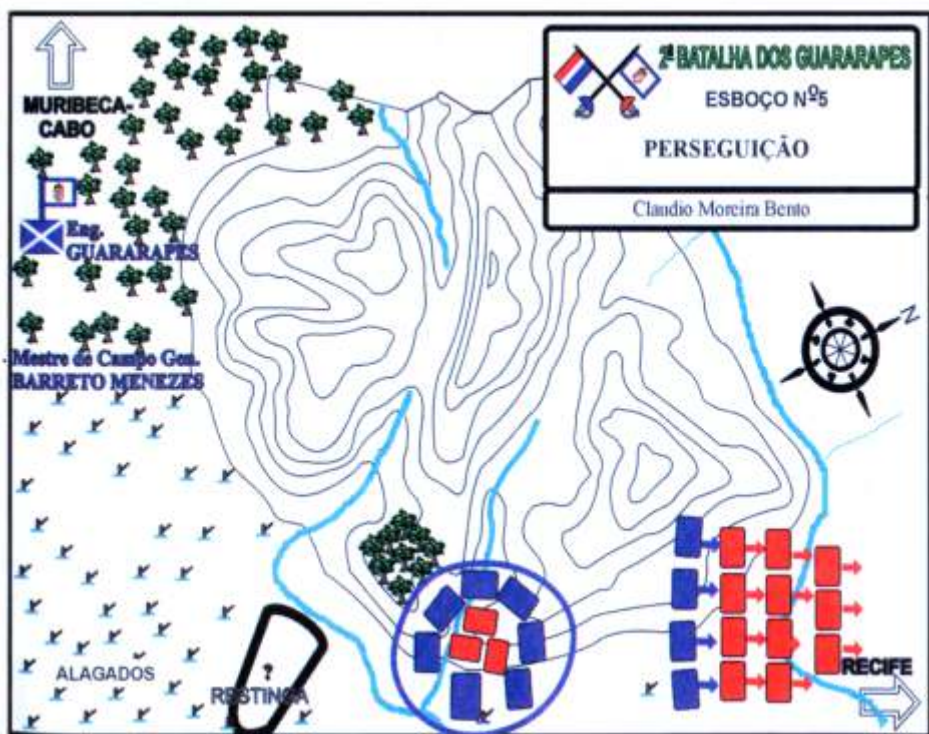 MURIBECA-
CABO
2ª BATALHA DOS GUARARAPES
ESBOÇO Nº5
PERSEGUIÇÃO
Claudio Moreira Bento
Eng.
GUARARAPES
N
Mestre de Campo Gen.
BARRETO MENEZES
ALAGADOS
?
RESTINGA
RECIFE